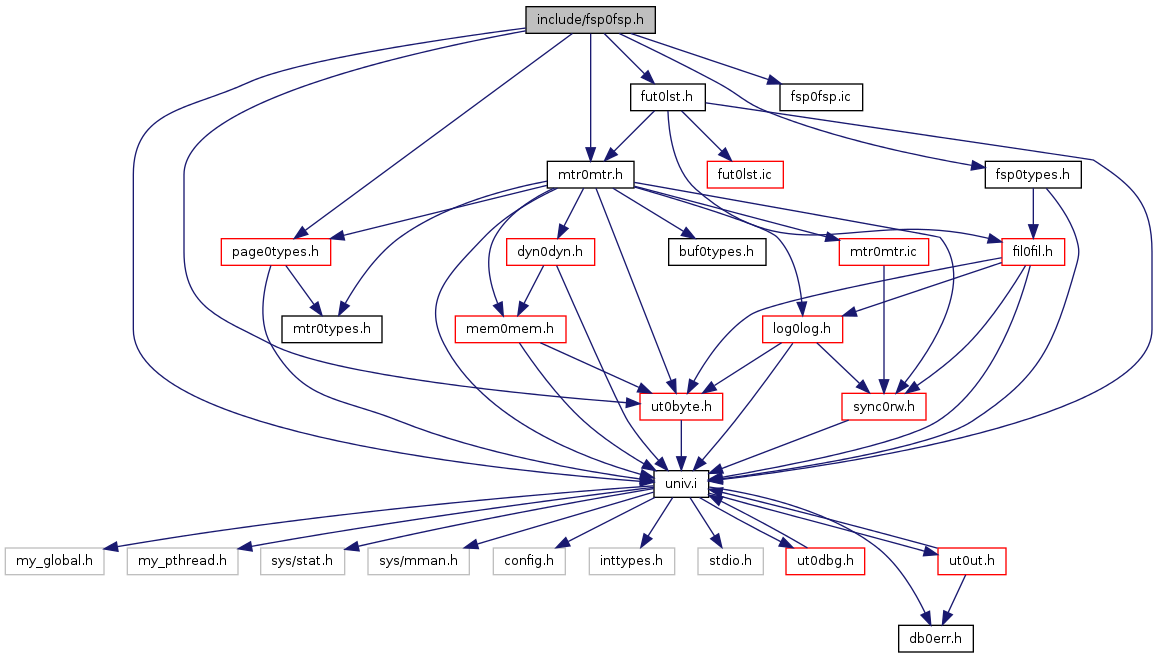 include/fsp0fsp.h
fut0lst.h
fsp0fsp.ic
mtr0mtr.h
fut0lst.ic
fsp0types.h
page0types.h
dyn0dyn.h
buf0types.h
mtr0mtr.ic
fil0fil.h
mtr0types.h
mem0mem.h
log0log.h
ut0byte.h
sync0rw.h
univ.i
my_global.h
my_pthread.h
sys/stat.h
sys/mman.h
config.h
inttypes.h
stdio.h
ut0dbg.h
ut0ut.h
db0err.h